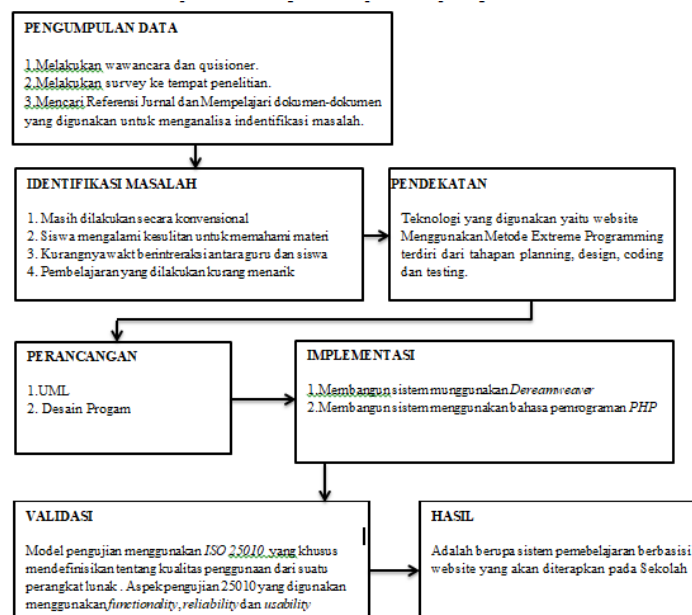 PENGUMPULAN DATA
1.Melakukan wawancara dan quisioner.
2.Melakukan survey ke tempat penelitian.
3.Mencari Referensi Jurnal dan Mempelajari dokumen-dokumen
yang digunakan untuk menganalisa indentifikasi masalah.
IDENTIFIKASI MASALAH
1. Masih dilakukan secara konvensional
2. Siswa mengalami kesulitan untuk memahami materi
3. Kurangnya wakt berintreraksi antara guru dan siswa
4. Pembelajaran yang dilakukan kurang menarik
PENDEKATAN
Teknologi yang digunakan yaitu website
Menggunakan Metode Extreme Programming
terdiri dari tahapan planning, design, coding
dan testing.
PERANCANGAN
1.UML
2. Desain Progam
IMPLEMENTASI
1.Membangun sistem munggunakan Dereamweaver
2.Membangun sistem menggunakan bahasa pemrograman PHP
VALIDASI
Model pengujian menggunakan ISO 25010 yang khusus
mendefinisikan tentang kualitas penggunaan dari suatu
perangkat lunak . Aspek pengujian 25010 yang digunakan
menggunakan functionality, reliability dan usability
HASIL
Adalah berupa sistem pemebelajaran berbasisi
website yang akan diterapkan pada Sekolah